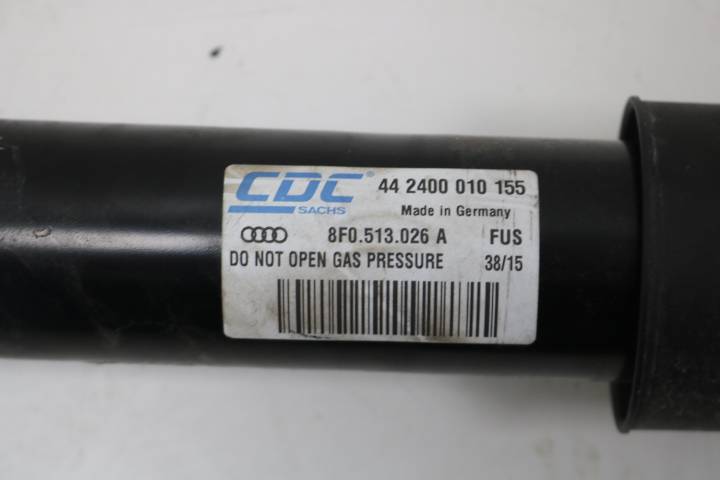 CDC 44 2400 010 155
SACHS Made in Germany
8F0.513.026 A FUS
DO NOT OPEN GAS PRESSURE 38/15